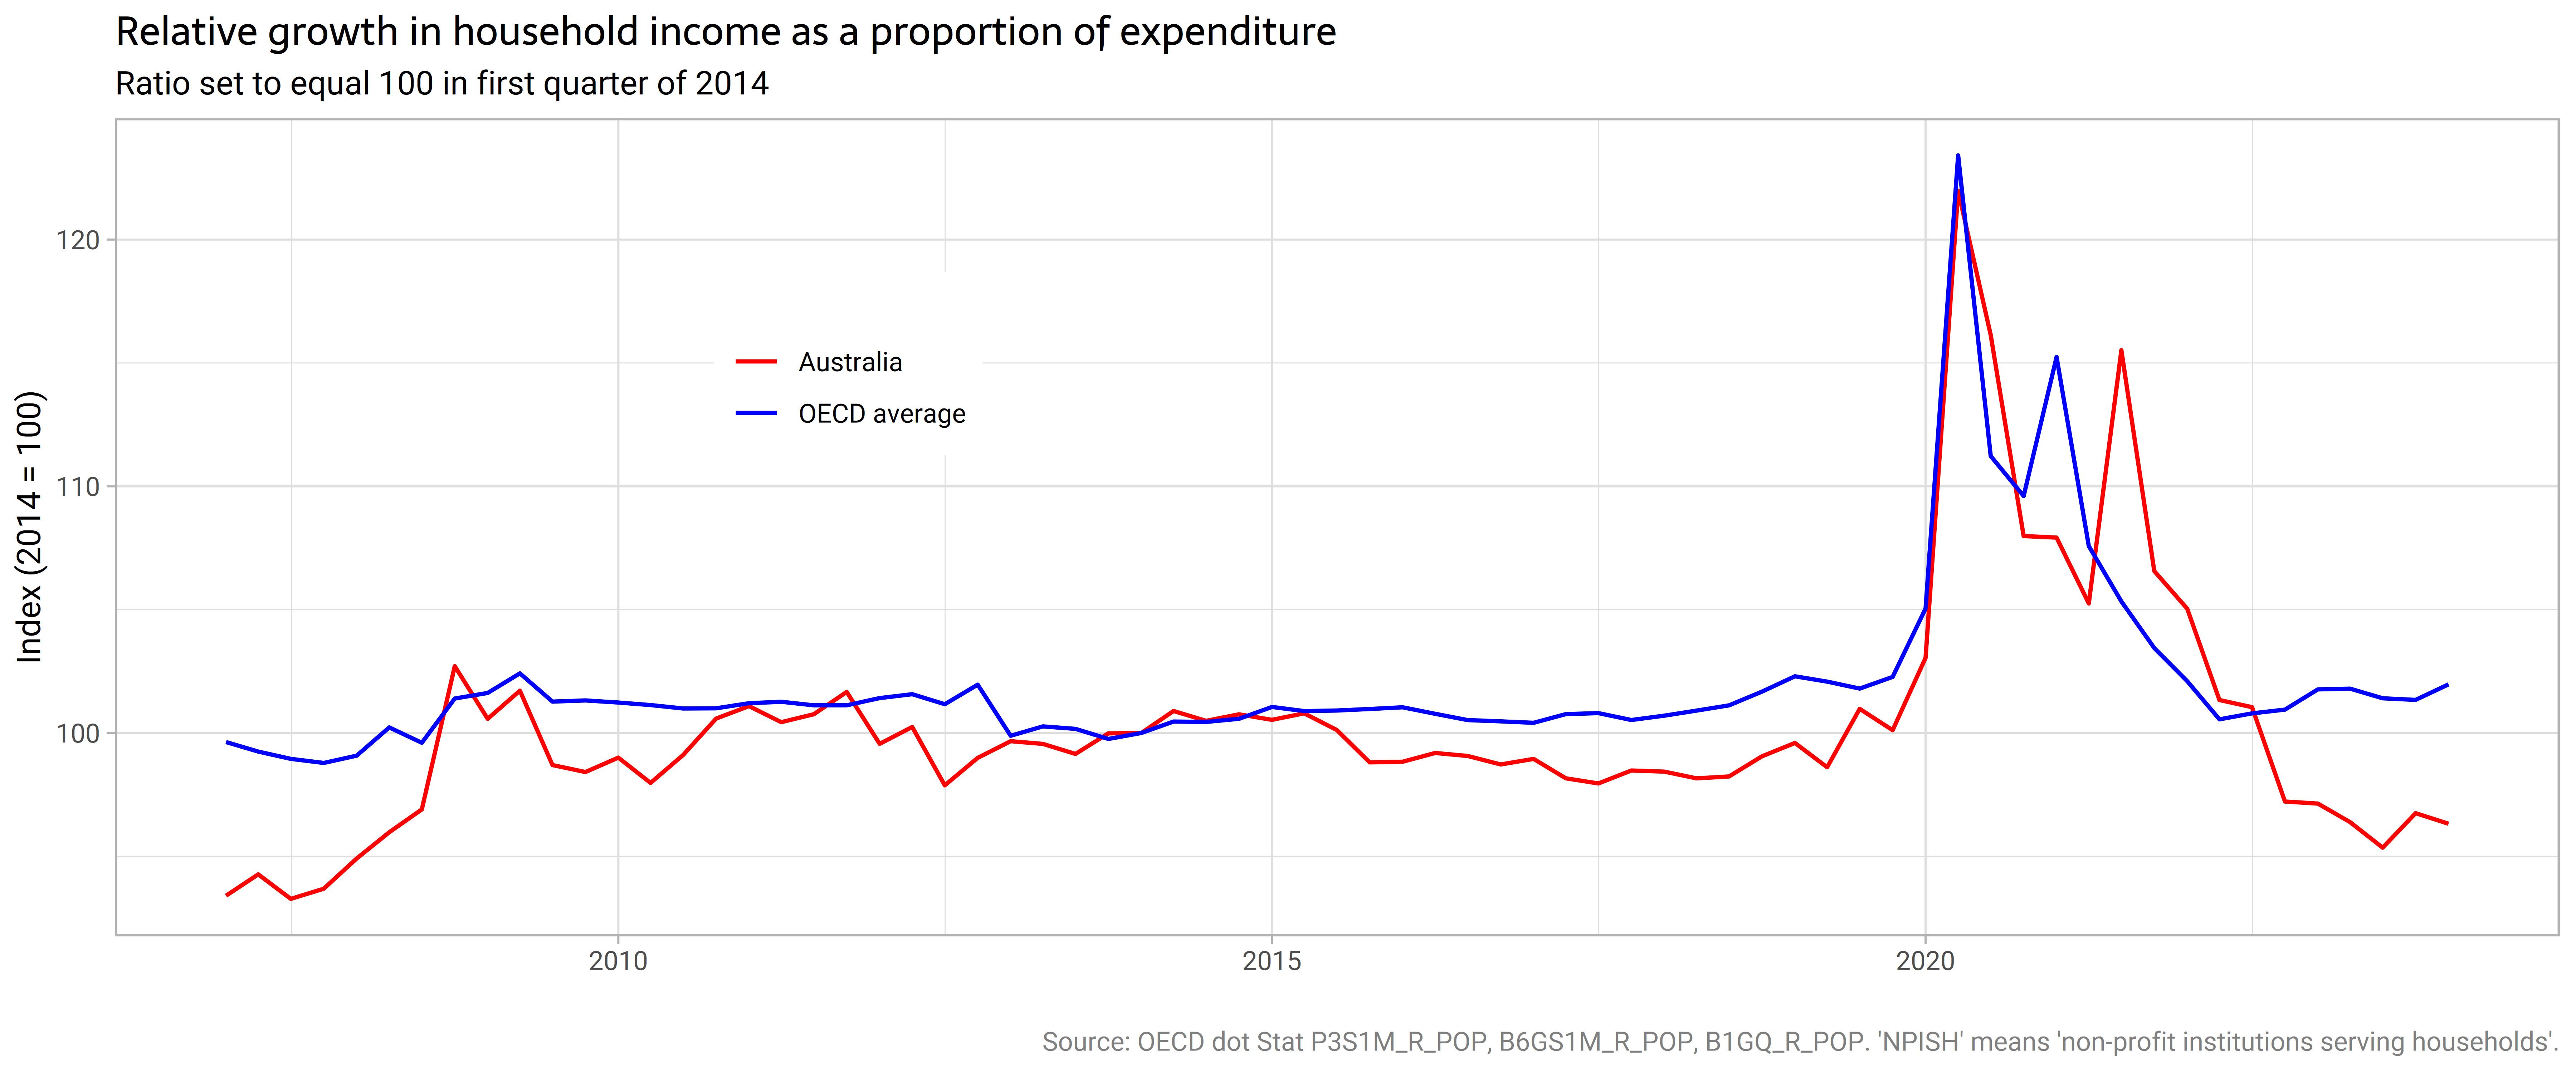 Relative growth in household income as a proportion of expenditure
Ratio set to equal 100 in first quarter of 2014
Index (2014 = 100)
120
110
100
Australia
OECD average
2010
2015
2020
Source: OECD dot Stat P3S1M_R_POP, B6GS1M_R_POP, B1GQ_R_POP. 'NPISH' means 'non-profit institutions serving households'.